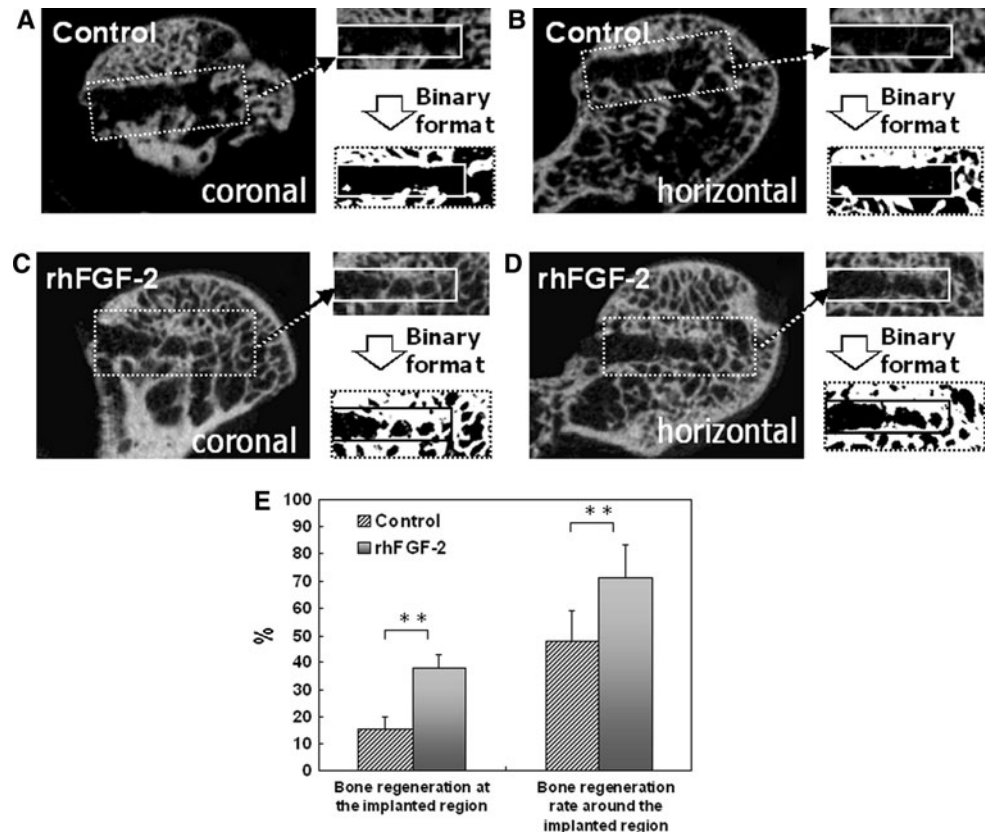 A
Control
coronal
Binary
format
B
Control
horizontal
Binary
format
C
rhFGF-2
coronal
Binary
format
D
rhFGF-2
horizontal
Binary
format
E
Control
rhFGF-2
100
90
80
70
60
50
40
30
20
10
0
%
* *
* *
Bone regeneration at
the implanted region
Bone regeneration
rate around the
implanted region